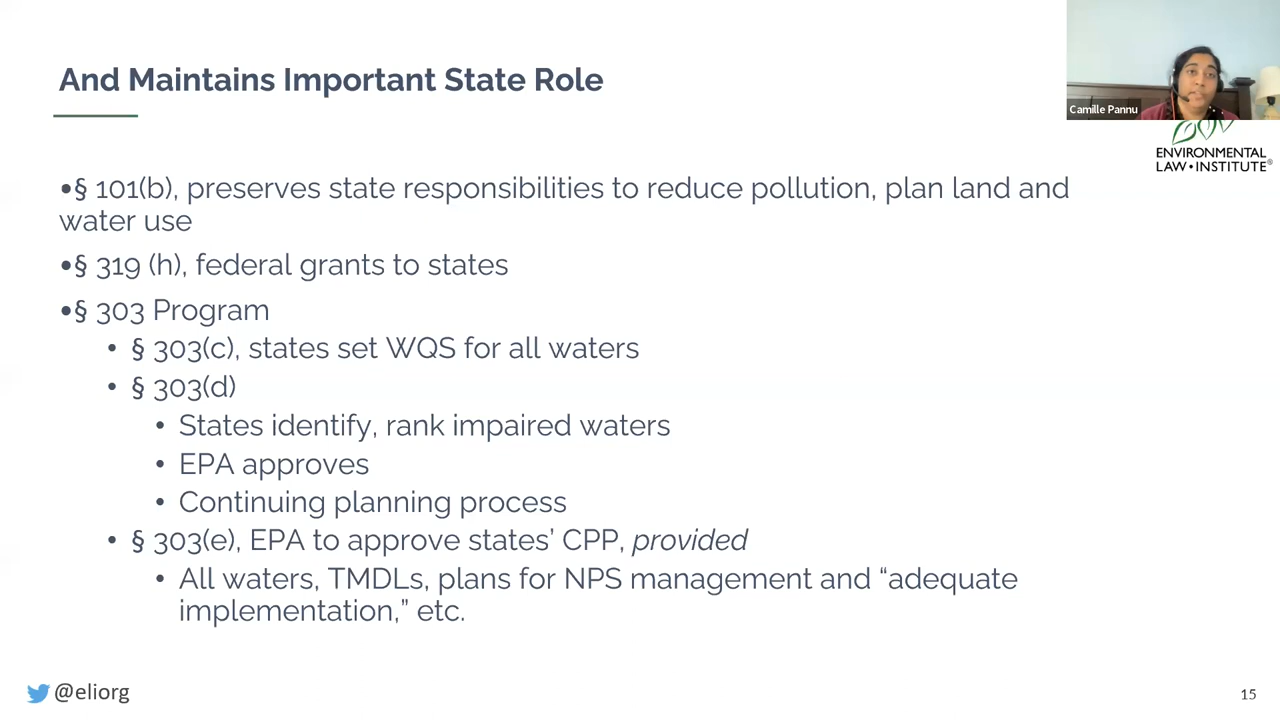 And Maintains Important State Role
Camille Pannu
ENVIRONMENTAL
LAW•INSTITUTE®
•§ 101(b), preserves state responsibilities to reduce pollution, plan land and
water use
•§ 319 (h), federal grants to states
•§ 303 Program
• § 303(c), states set WQS for all waters
• § 303(d)
• States identify, rank impaired waters
• EPA approves
• Continuing planning process
• § 303(e), EPA to approve states’ CPP, provided
• All waters, TMDLs, plans for NPS management and “adequate
implementation,” etc.
@eliorg
15